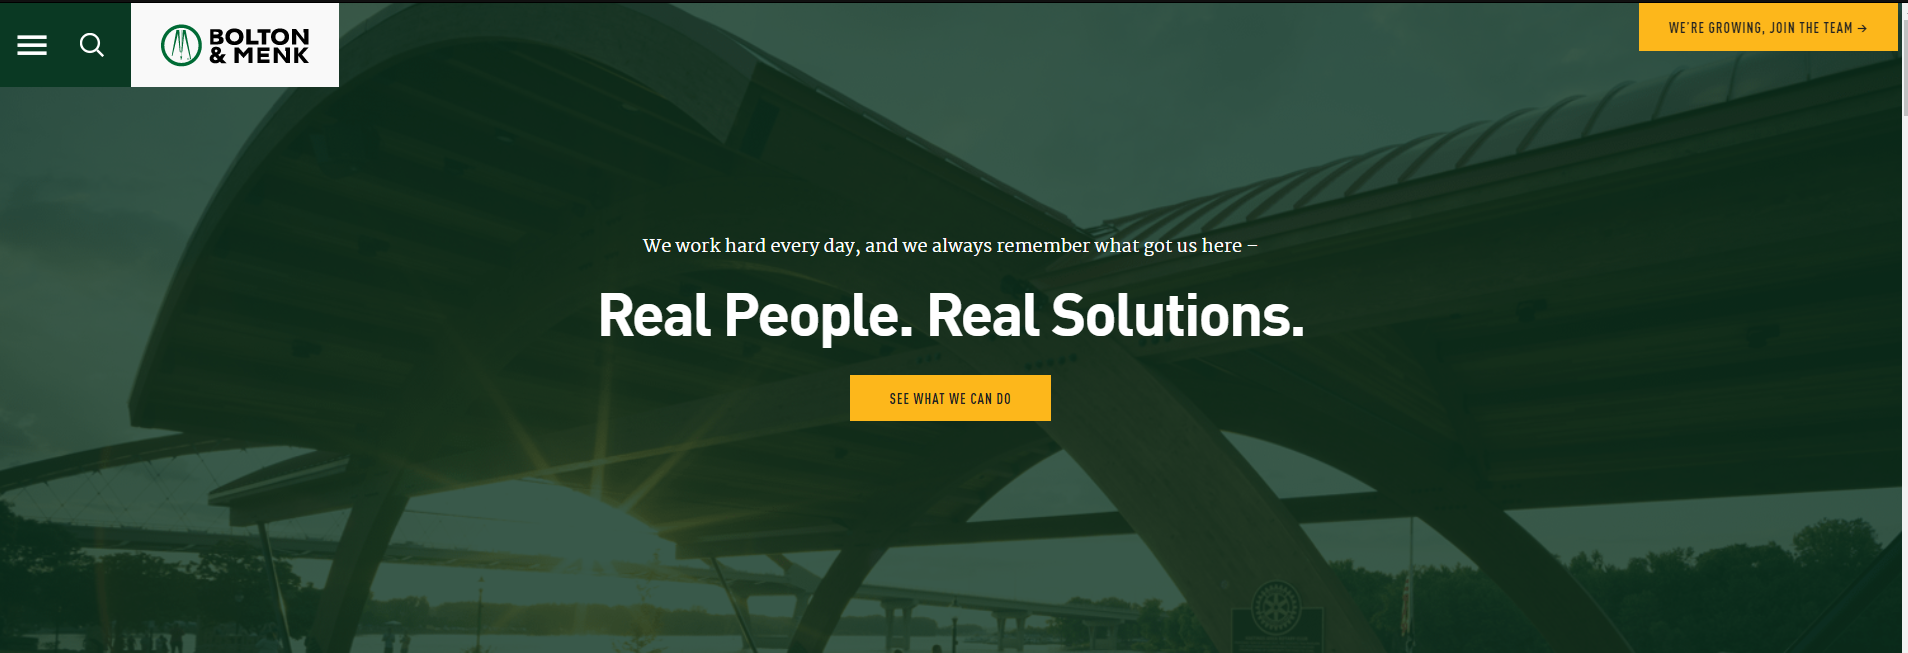 BOLTON
& MENK
WE'RE GROWING, JOIN THE TEAM →
We work hard every day, and we always remember what got us here –
Real People. Real Solutions.
SEE WHAT WE CAN DO